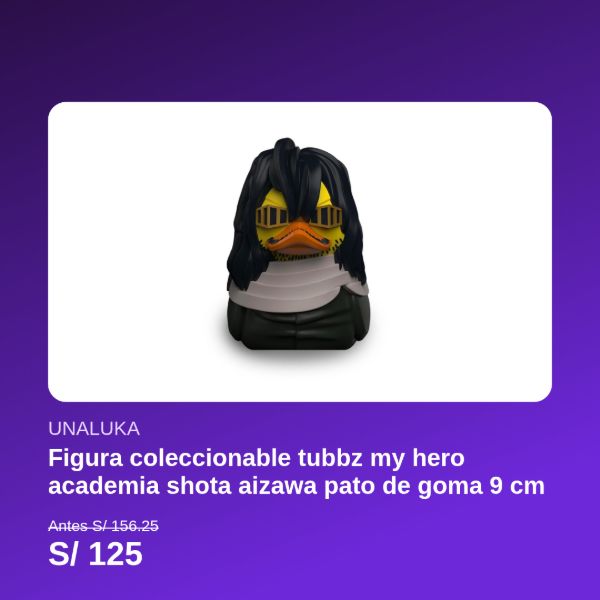 UNALUKA
Figura coleccionable tubbz my hero
academia shota aizawa pato de goma 9 cm
Antes S/ 156.25
S/ 125